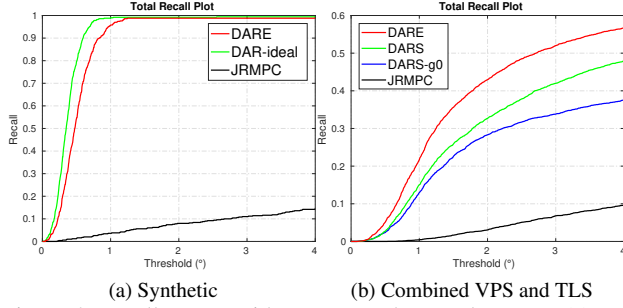 Total Recall Plot
1
0.9
0.8
0.7
0.6
0.5
0.4
0.3
0.2
0.1
0
Recall
DARE
DAR-ideal
JRMPC
0
1
2
3
4
Threshold (°)
(a) Synthetic
Total Recall Plot
0.6
0.5
0.4
0.3
0.2
0.1
0
Recall
DARE
DARS
DARS-g0
JRMPC
0
1
2
3
4
Threshold (°)
(b) Combined VPS and TLS